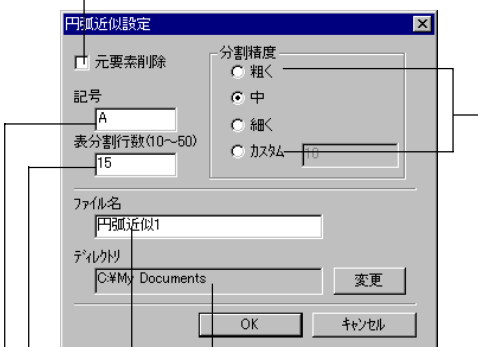 円弧近似設定
元要素削除
分割精度
粗く
中
細く
カスタム
10
記号
A
表分割行数(10～50)
15
ファイル名
円弧近似1
ディレクトリ
C:¥My Documents
変更
OK
キャンセル